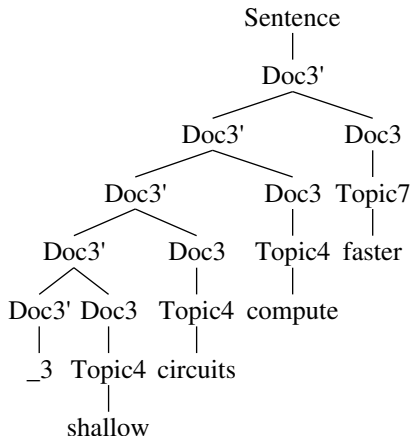 Sentence
Doc3'
Doc3' Doc3
Doc3' Doc3 Topic7
Doc3' Doc3 Topic4 faster
Doc3' Doc3 Topic4 compute
_3 Topic4 circuits
shallow